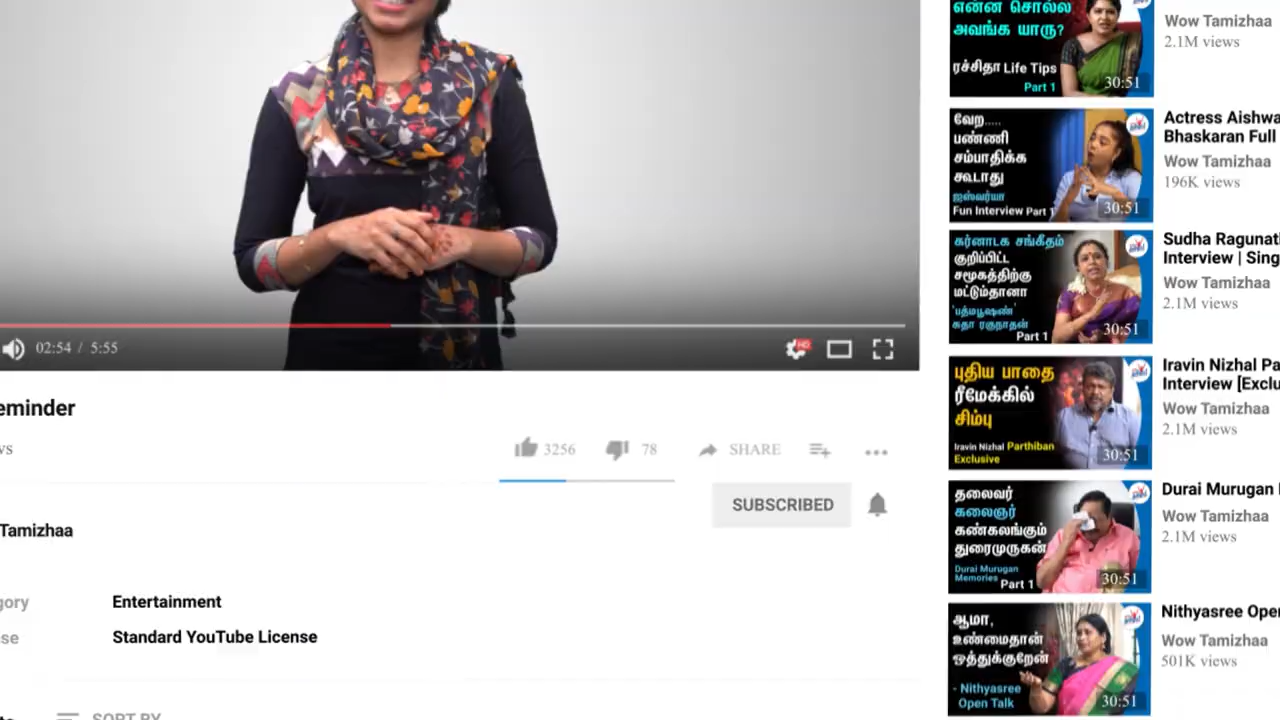 02:54 / 5:55
HD
eminder
ws
3256
78
SHARE
SUBSCRIBED
Tamizhaa
gory
Entertainment
se
Standard YouTube License
SORT BY
என்ன சொல்ல
அவங்க யாரு?
ரச்சிதா Life Tips
Part 1
30:51
Wow Tamizhaa
2.1M views
வேற.....
பண்ணி
சம்பாதிக்க
கூடாது
ஐஸ்வர்யா
Fun Interview Part 1
30:51
Actress Aishwa
Bhaskaran Full
Wow Tamizhaa
196K views
கர்னாடக சங்கீதம்
குறிப்பிட்ட
சமூகத்திற்கு
மட்டும்தானா
'பத்மபூஷண்'
சுதா ரகுநாதன்
Part 1
30:51
Sudha Ragunat
Interview | Sing
Wow Tamizhaa
2.1M views
புதிய பாதை
ரீமேக்கில்
சிம்பு
Iravin Nizhal Parthiban
Exclusive
30:51
Iravin Nizhal Pa
Interview [Exclu
Wow Tamizhaa
2.1M views
தலைவர்
கலைஞர்
கண்கலங்கும்
துரைமுருகன்
Durai Murugan
Memories Part 1
30:51
Durai Murugan
Wow Tamizhaa
2.1M views
ஆமா,
உண்மைதான்
ஒத்துக்குறேன்
- Nithyasree
Open Talk
30:51
Nithyasree Oper
Wow Tamizhaa
501K views